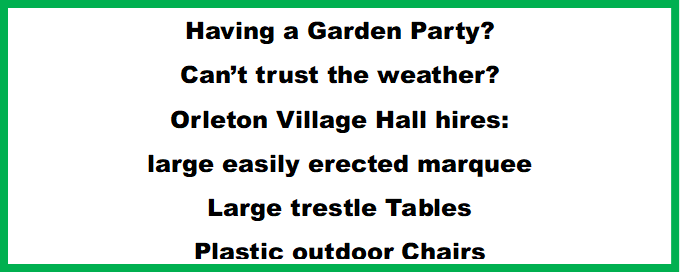 Having a Garden Party?
Can’t trust the weather?
Orleton Village Hall hires:
large easily erected marquee
Large trestle Tables
Plastic outdoor Chairs